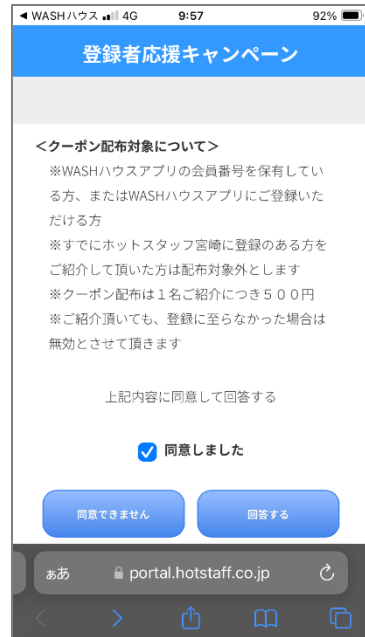 ◀ WASHハウス 4G 9:57 92%
登録者応援キャンペーン
＜クーポン配布対象について＞
※WASHハウスアプリの会員番号を保有してい
る方、またはWASHハウスアプリにご登録いた
だける方
※すでにホットスタッフ宮崎に登録のある方を
ご紹介して頂いた方は配布対象外とします
※クーポン配布は１名ご紹介につき５００円
※ご紹介頂いても、登録に至らなかった場合は
無効とさせて頂きます
上記内容に同意して回答する
同意しました
同意できません 回答する
ぁあ portal.hotstaff.co.jp